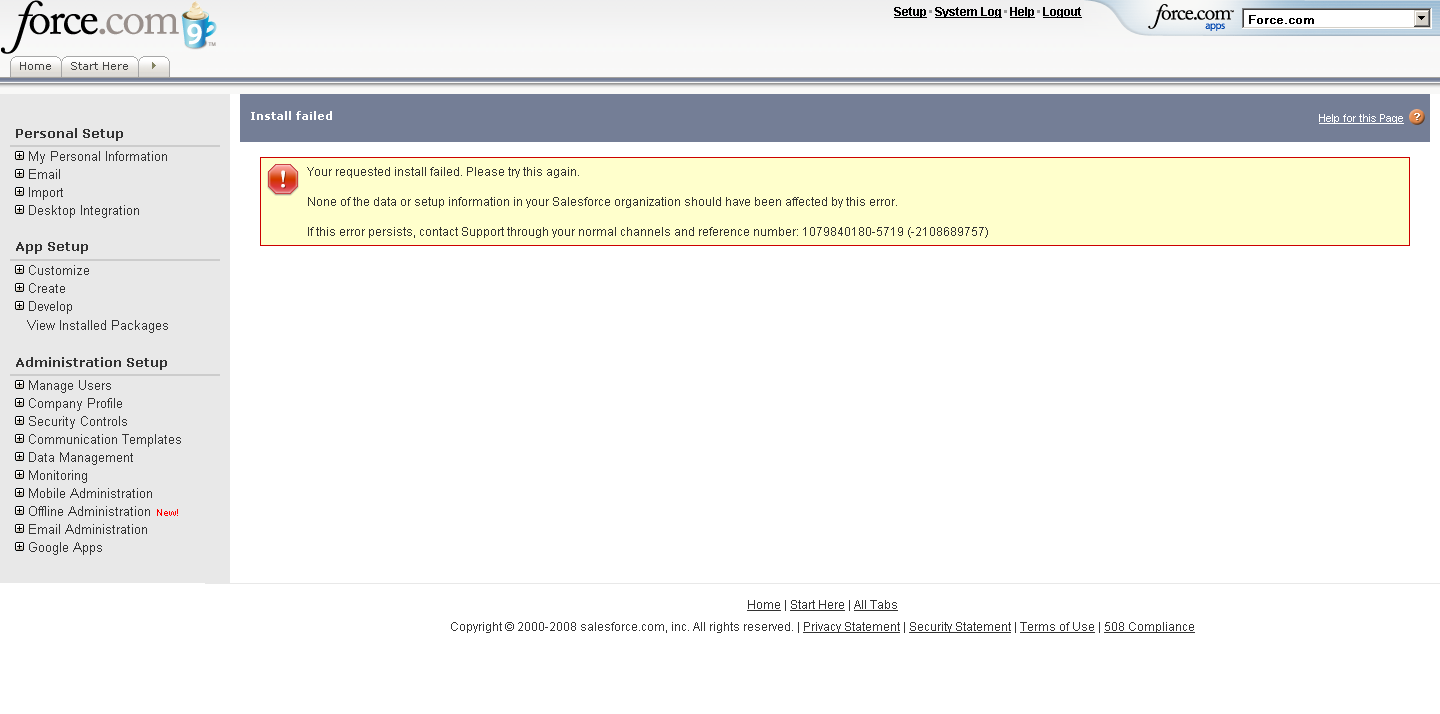 force.com 9 ™
Setup · System Log · Help · Logout
force.com apps
Force.com
Home
Start Here
Personal Setup
My Personal Information
Email
Import
Desktop Integration
App Setup
Customize
Create
Develop
View Installed Packages
Administration Setup
Manage Users
Company Profile
Security Controls
Communication Templates
Data Management
Monitoring
Mobile Administration
Offline Administration New!
Email Administration
Google Apps
Install failed
Help for this Page ?
Your requested install failed. Please try this again.
None of the data or setup information in your Salesforce organization should have been affected by this error.
If this error persists, contact Support through your normal channels and reference number: 1079840180-5719 (-2108689757)
Home | Start Here | All Tabs
Copyright © 2000-2008 salesforce.com, inc. All rights reserved. | Privacy Statement | Security Statement | Terms of Use | 508 Compliance